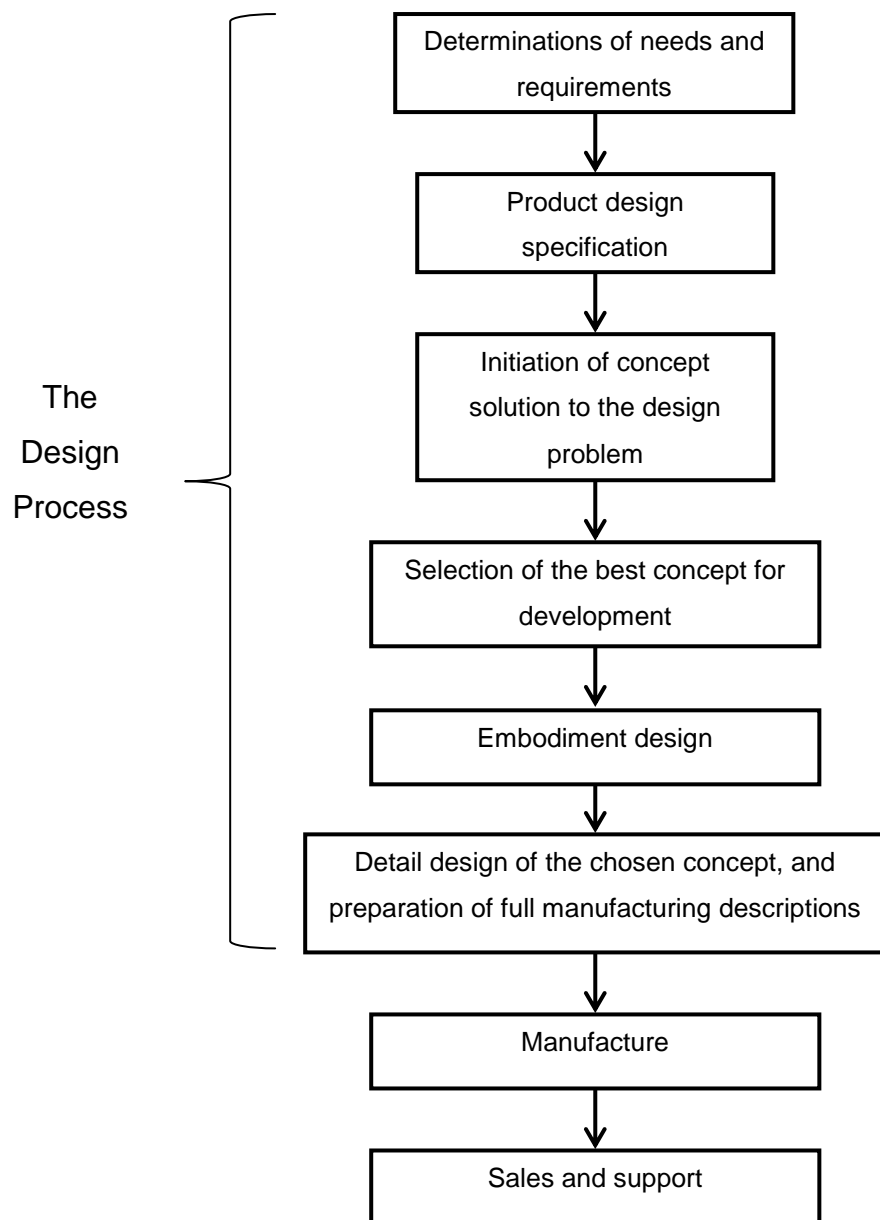 Determinations of needs and
requirements
Product design
specification
Initiation of concept
solution to the design
problem
The
Design
Process
Selection of the best concept for
development
Embodiment design
Detail design of the chosen concept, and
preparation of full manufacturing descriptions
Manufacture
Sales and support